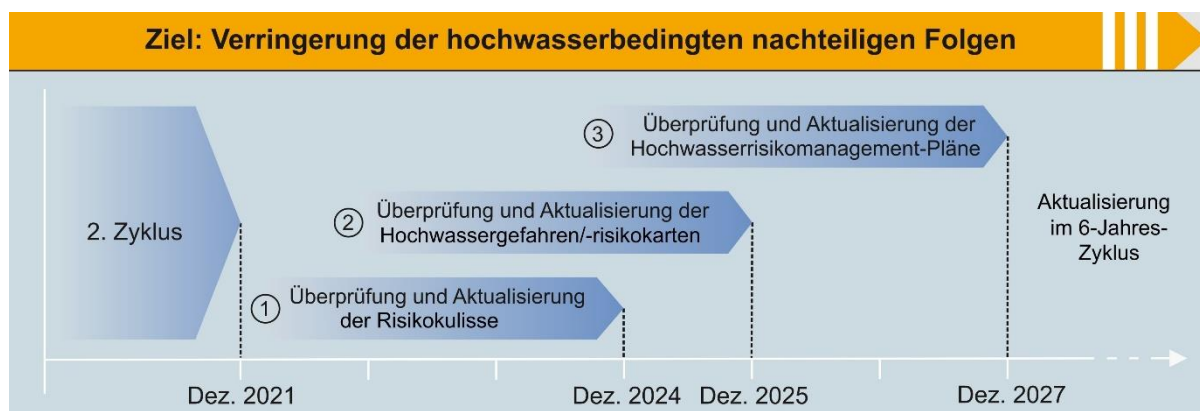 Ziel: Verringerung der hochwasserbedingten nachteiligen Folgen
2. Zyklus
3 Überprüfung und Aktualisierung der
Hochwasserrisikomanagement-Pläne
2 Überprüfung und Aktualisierung der
Hochwassergefahren/-risikokarten
1 Überprüfung und Aktualisierung
der Risikokulisse
Aktualisierung
im 6-Jahres-
Zyklus
Dez. 2021
Dez. 2024
Dez. 2025
Dez. 2027